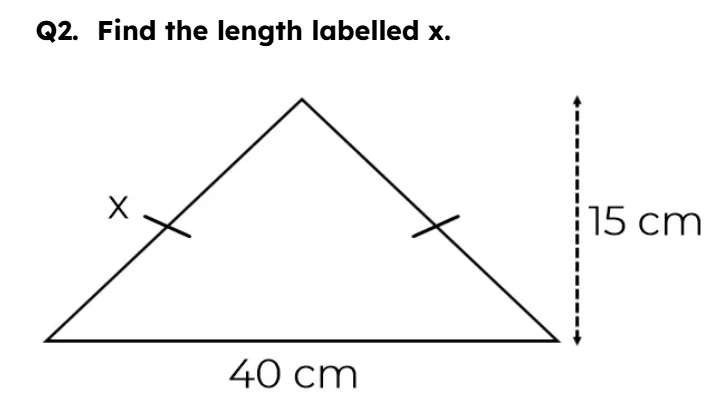 Q2. Find the length labelled x.
X
15 cm
40 cm